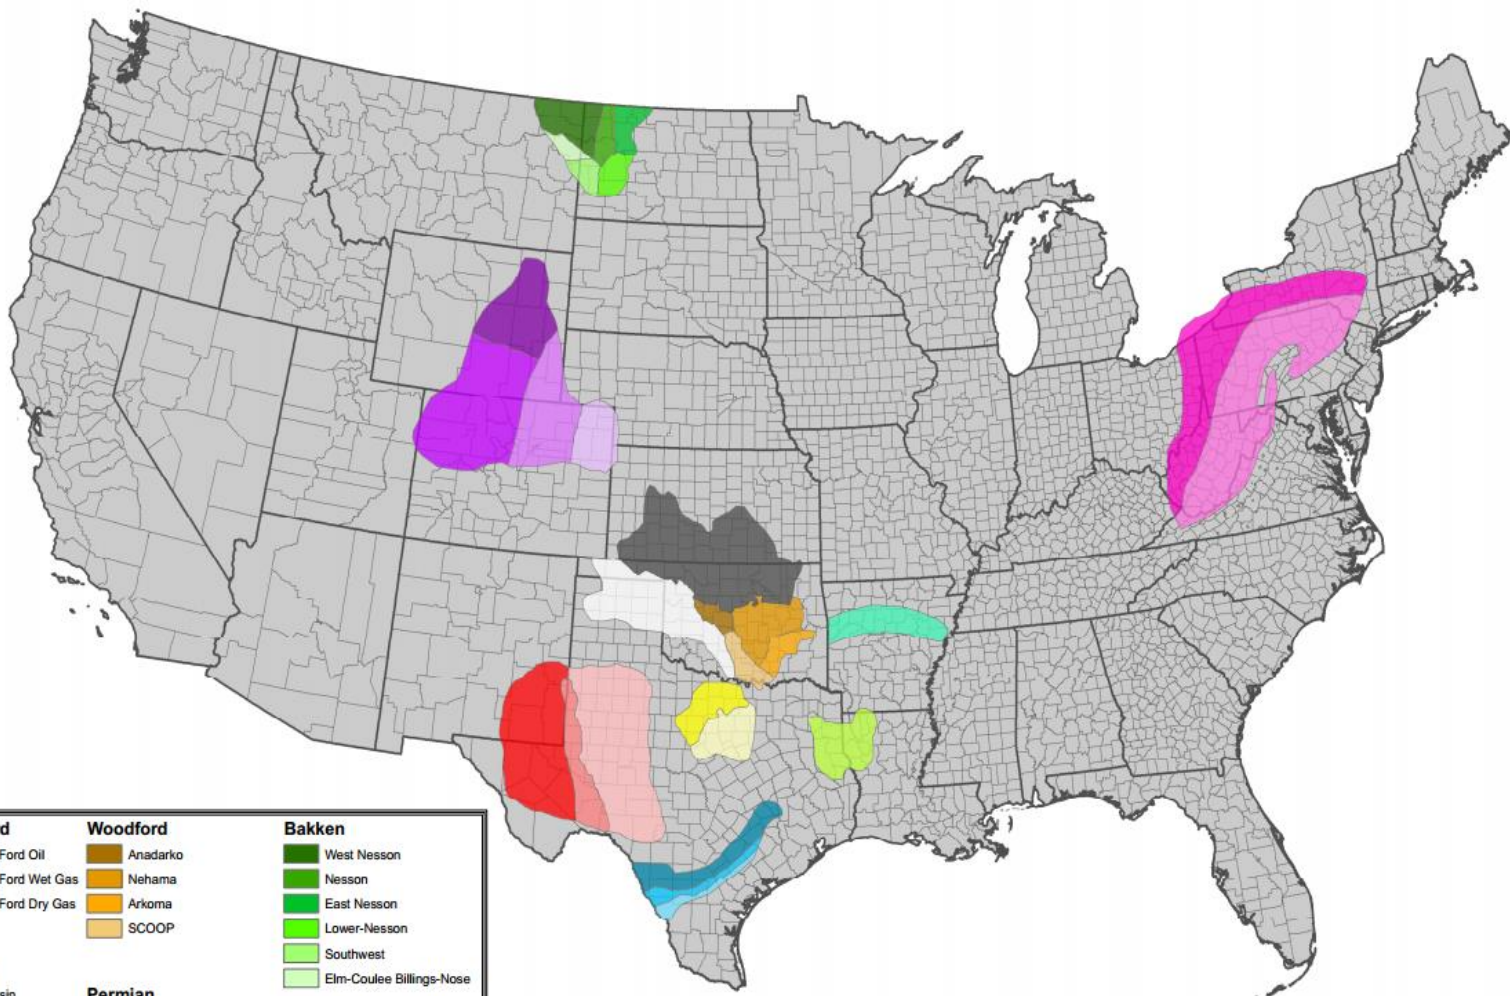 d
Ford Oil
Ford Wet Gas
Ford Dry Gas
sin
Woodford
Anadarko
Nehama
Arkoma
SCOOP
Permian
Bakken
West Nesson
Nesson
East Nesson
Lower-Nesson
Southwest
Elm-Coulee Billings-Nose